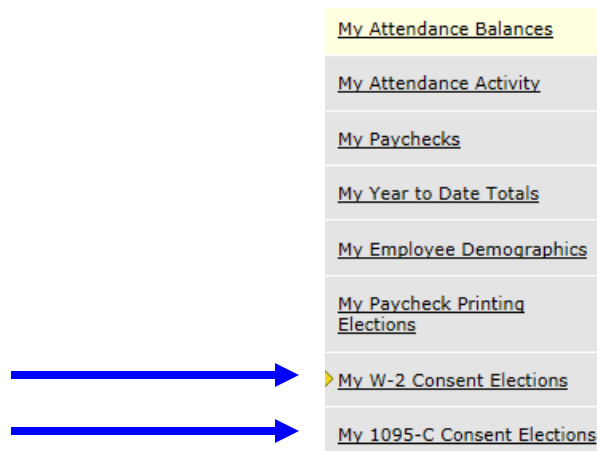 My Attendance Balances
My Attendance Activity
My Paychecks
My Year to Date Totals
My Employee Demographics
My Paycheck Printing
Elections
My W-2 Consent Elections
My 1095-C Consent Elections